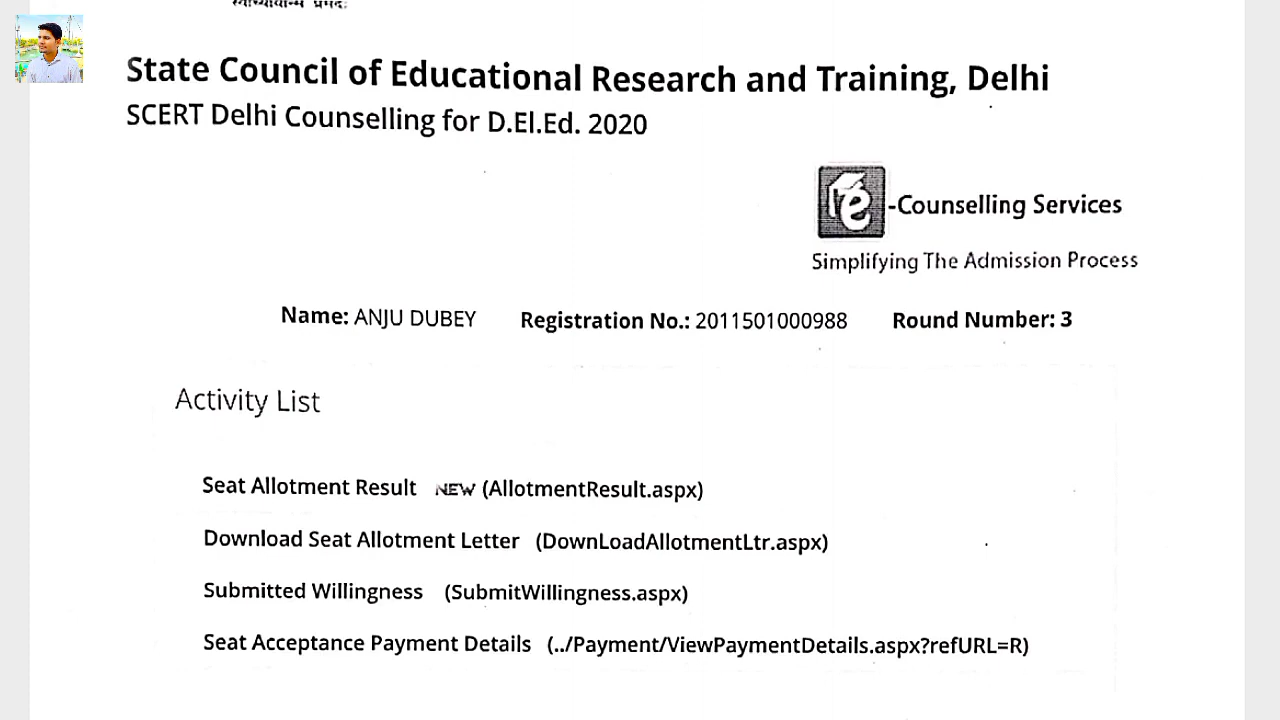 State Council of Educational Research and Training, Delhi
SCERT Delhi Counselling for D.El.Ed. 2020
e-Counselling Services
Simplifying The Admission Process
Name: ANJU DUBEY Registration No.: 2011501000988 Round Number: 3
Activity List
Seat Allotment Result NEW (AllotmentResult.aspx)
Download Seat Allotment Letter (DownLoadAllotmentLtr.aspx)
Submitted Willingness (SubmitWillingness.aspx)
Seat Acceptance Payment Details (../Payment/ViewPaymentDetails.aspx?refURL=R)